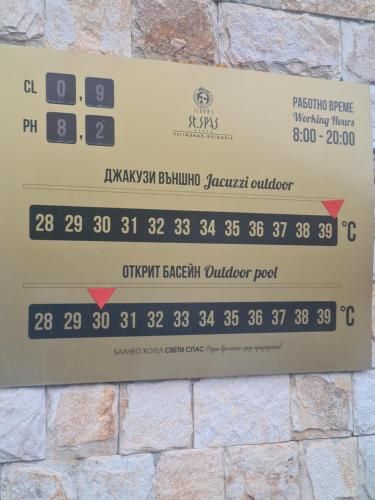 CL 0,9
PH 8,2
ST.SPAS
VELINGRAD-BULGARIA
РАБОТНО ВРЕМЕ
Working Hours
8:00 - 20:00
ДЖАКУЗИ ВЪНШНО Jacuzzi outdoor
28 29 30 31 32 33 34 35 36 37 38 39 °C
ОТКРИТ БАСЕЙН Outdoor pool
28 29 30 31 32 33 34 35 36 37 38 39 °C
БАЛНЕО ХОТЕЛ СВЕТИ СПАС